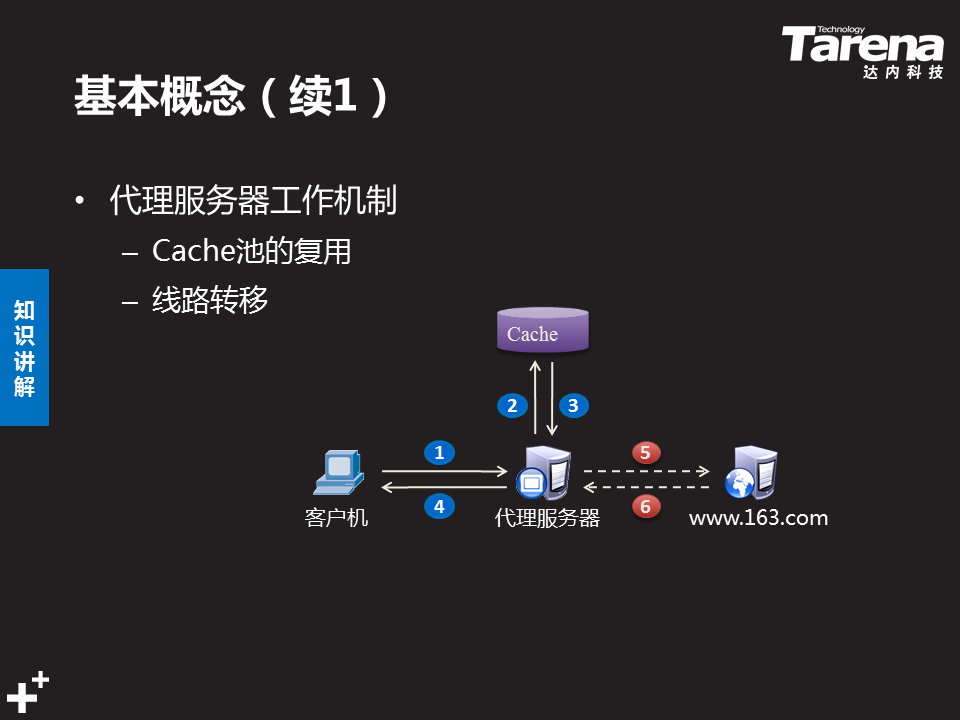 Technology
Tarena
达内科技
基本概念（续1）
• 代理服务器工作机制
– Cache池的复用
– 线路转移
知识讲解
Cache
2 3
1 5
4 6
客户机 代理服务器 www.163.com